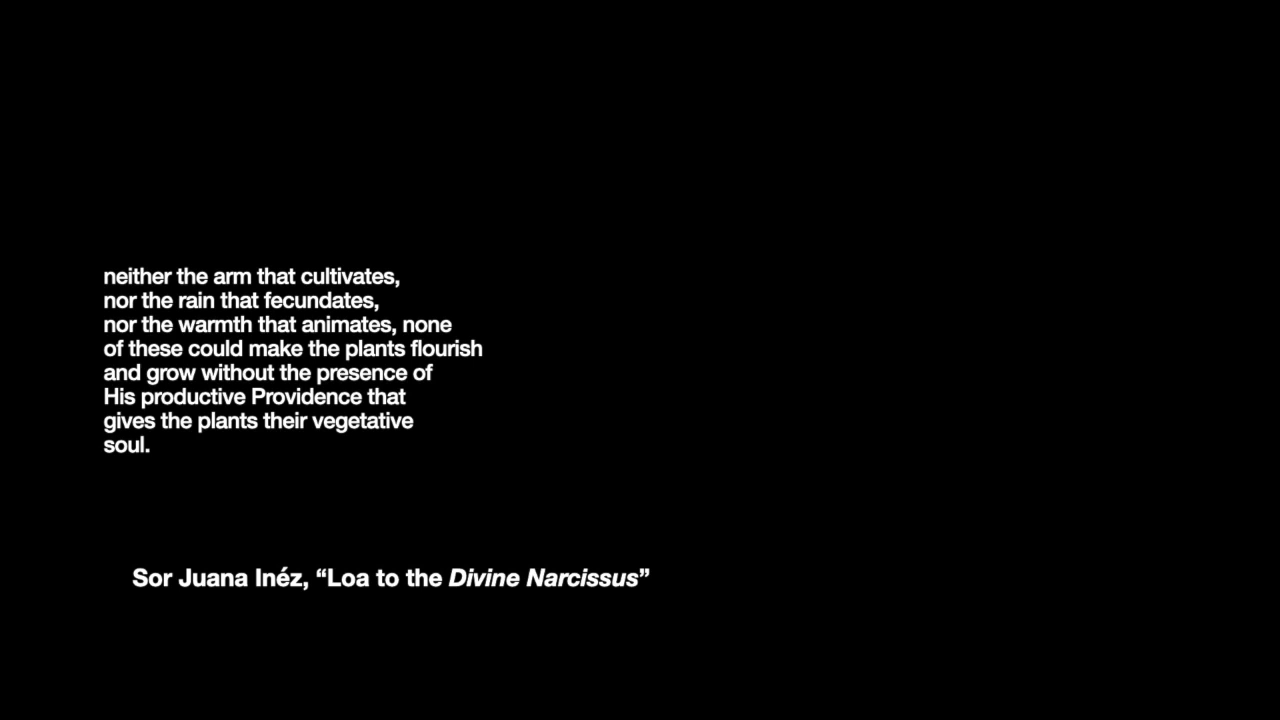 neither the arm that cultivates,
nor the rain that fecundates,
nor the warmth that animates, none
of these could make the plants flourish
and grow without the presence of
His productive Providence that
gives the plants their vegetative
soul.
Sor Juana Inéz, “Loa to the Divine Narcissus”